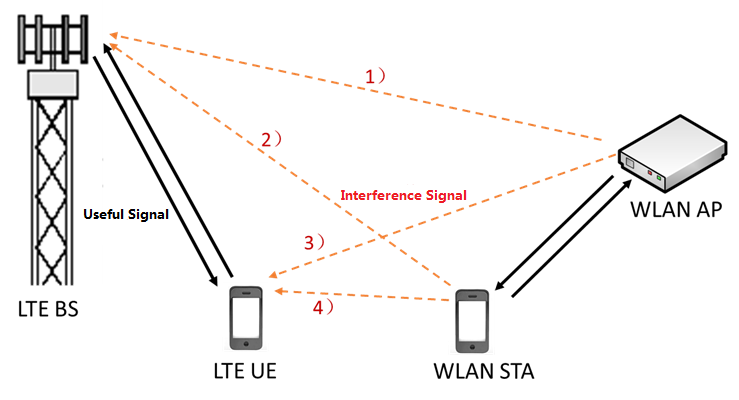 1）
2）
Interference Signal
Useful Signal
WLAN AP
3）
4）
LTE BS
LTE UE
WLAN STA